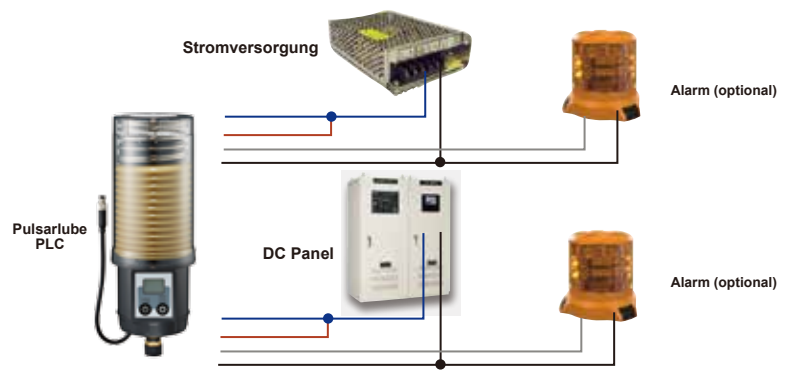 Stromversorgung
Alarm (optional)
Pulsarlube
PLC
DC Panel
Alarm (optional)